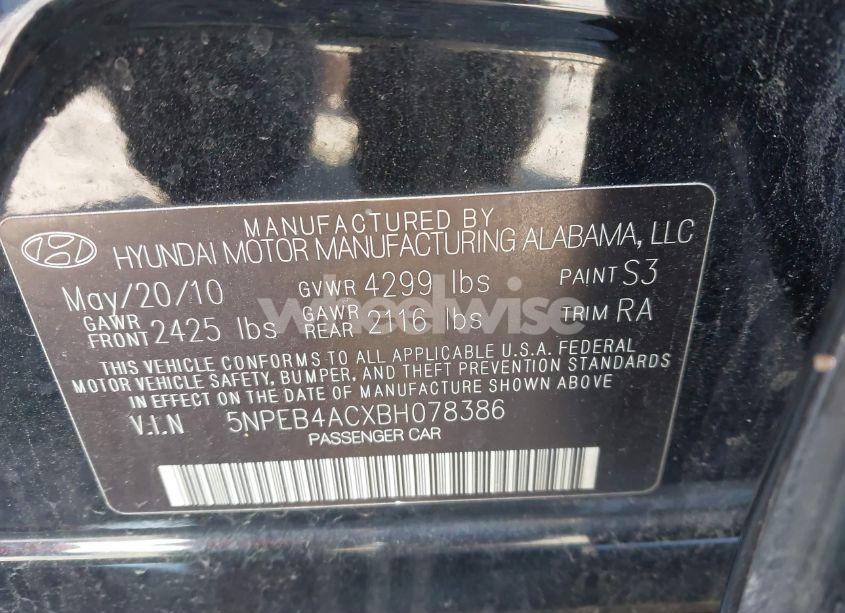 MANUFACTURED BY
HYUNDAI MOTOR MANUFACTURING ALABAMA, LLC
May/20/10 GVWR 4299 lbs PAINT S3
GAWR FRONT 2425 lbs GAWR REAR 2116 lbs TRIM RA
THIS VEHICLE CONFORMS TO ALL APPLICABLE U.S.A. FEDERAL
MOTOR VEHICLE SAFETY, BUMPER, AND THEFT PREVENTION STANDARDS
IN EFFECT ON THE DATE OF MANUFACTURE SHOWN ABOVE
V.I.N 5NPEB4ACXBH078386
PASSENGER CAR
wheelwise